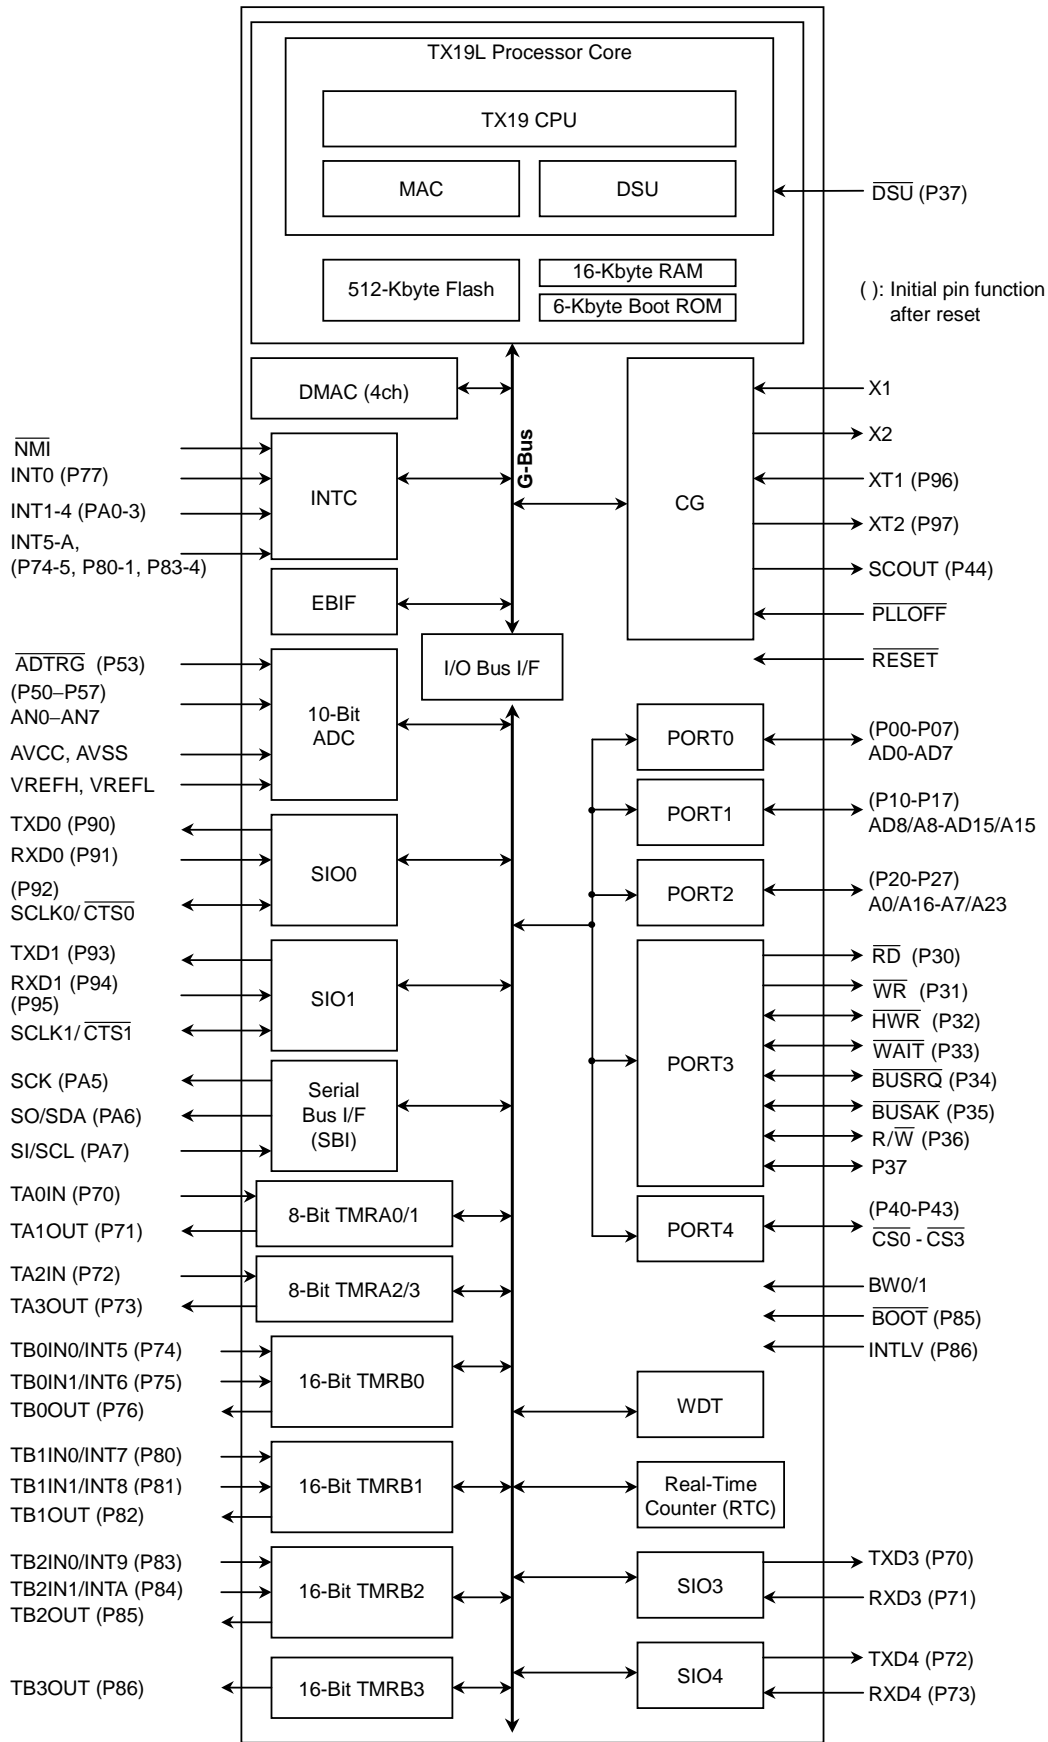 TX19L Processor Core
TX19 CPU
MAC
DSU
512-Kbyte Flash
16-Kbyte RAM
6-Kbyte Boot ROM
DSU (P37)
( ): Initial pin function
after reset
DMAC (4ch)
G-Bus
NMI
INT0 (P77)
INT1-4 (PA0-3)
INT5-A,
(P74-5, P80-1, P83-4)
INTC
EBIF
CG
X1
X2
XT1 (P96)
XT2 (P97)
SCOUT (P44)
PLLOFF
RESET
I/O Bus I/F
ADTRG (P53)
(P50–P57)
AN0–AN7
AVCC, AVSS
VREFH, VREFL
10-Bit
ADC
TXD0 (P90)
RXD0 (P91)
(P92)
SCLK0/ CTS0
SIO0
TXD1 (P93)
RXD1 (P94)
(P95)
SCLK1/ CTS1
SIO1
SCK (PA5)
SO/SDA (PA6)
SI/SCL (PA7)
Serial
Bus I/F
(SBI)
TA0IN (P70)
TA1OUT (P71)
8-Bit TMRA0/1
TA2IN (P72)
TA3OUT (P73)
8-Bit TMRA2/3
TB0IN0/INT5 (P74)
TB0IN1/INT6 (P75)
TB0OUT (P76)
16-Bit TMRB0
TB1IN0/INT7 (P80)
TB1IN1/INT8 (P81)
TB1OUT (P82)
16-Bit TMRB1
TB2IN0/INT9 (P83)
TB2IN1/INTA (P84)
TB2OUT (P85)
16-Bit TMRB2
TB3OUT (P86)
16-Bit TMRB3
PORT0
(P00-P07)
AD0-AD7
PORT1
(P10-P17)
AD8/A8-AD15/A15
PORT2
(P20-P27)
A0/A16-A7/A23
PORT3
RD (P30)
WR (P31)
HWR (P32)
WAIT (P33)
BUSRQ (P34)
BUSAK (P35)
R/W (P36)
P37
PORT4
(P40-P43)
CS0 - CS3
BW0/1
BOOT (P85)
INTLV (P86)
WDT
Real-Time
Counter (RTC)
SIO3
TXD3 (P70)
RXD3 (P71)
SIO4
TXD4 (P72)
RXD4 (P73)